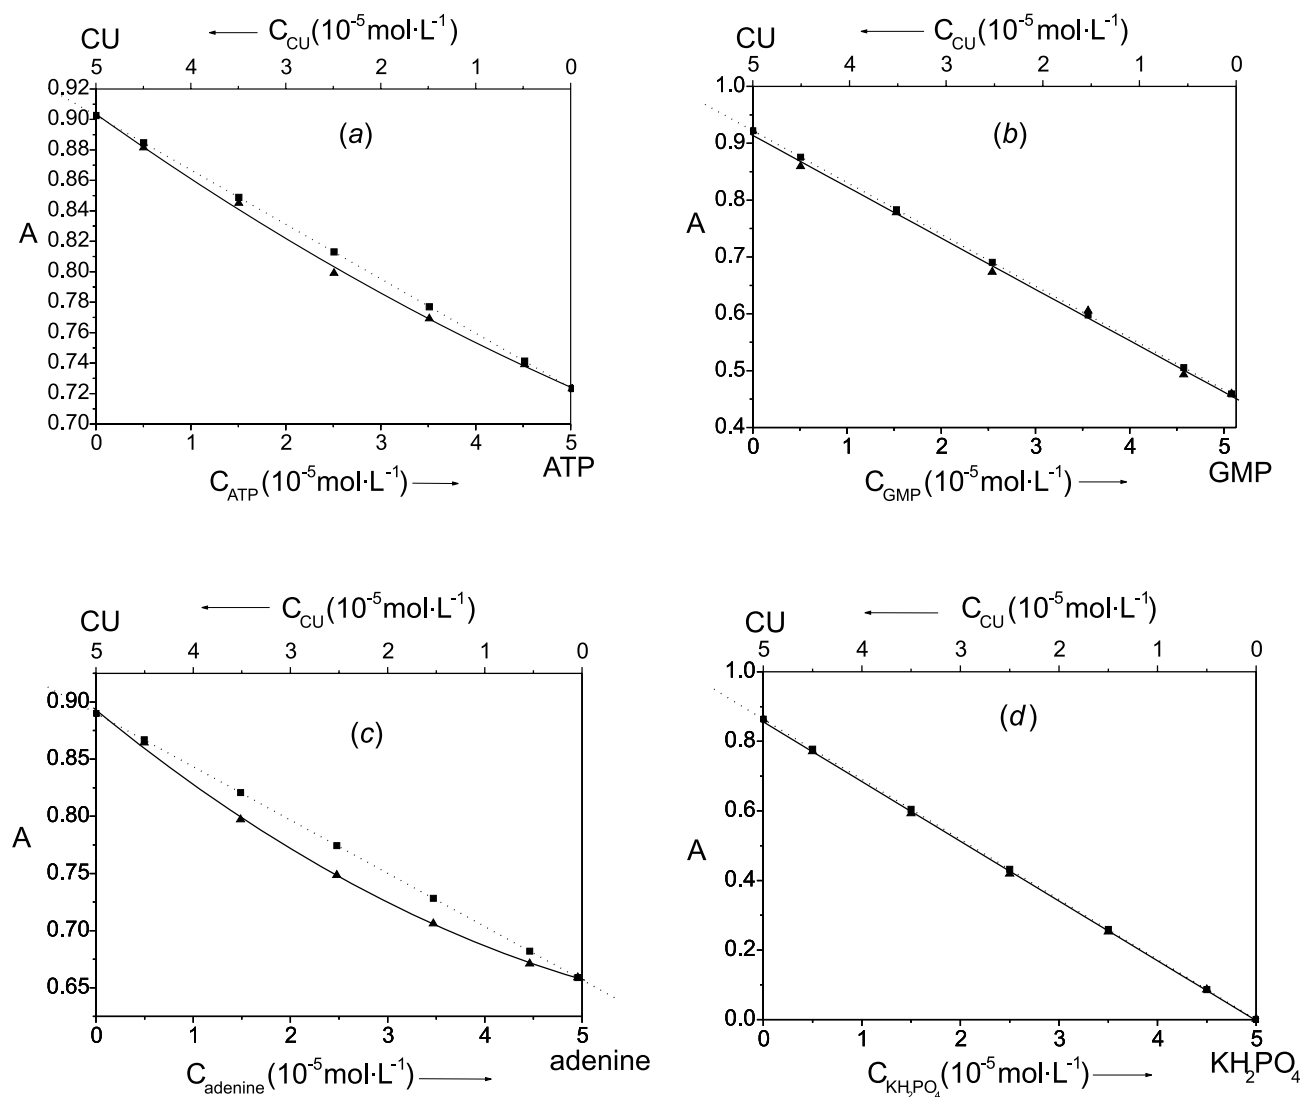 C_CU(10⁻⁵mol·L⁻¹)
CU
5 4 3 2 1 0
0.92
0.90
0.88
0.86
0.84
0.82
0.80
0.78
0.76
0.74
0.72
0.70
A
(a)
0 1 2 3 4 5
ATP
C_ATP(10⁻⁵mol·L⁻¹)
C_CU(10⁻⁵mol·L⁻¹)
CU
5 4 3 2 1 0
1.0
0.9
0.8
0.7
0.6
0.5
0.4
A
(b)
0 1 2 3 4 5
GMP
C_GMP(10⁻⁵mol·L⁻¹)
C_CU(10⁻⁵mol·L⁻¹)
CU
5 4 3 2 1 0
0.90
0.85
0.80
0.75
0.70
0.65
A
(c)
0 1 2 3 4 5
adenine
C_adenine(10⁻⁵mol·L⁻¹)
C_CU(10⁻⁵mol·L⁻¹)
CU
5 4 3 2 1 0
1.0
0.8
0.6
0.4
0.2
0.0
A
(d)
0 1 2 3 4 5
KH₂PO₄
C_KH₂PO₄(10⁻⁵mol·L⁻¹)